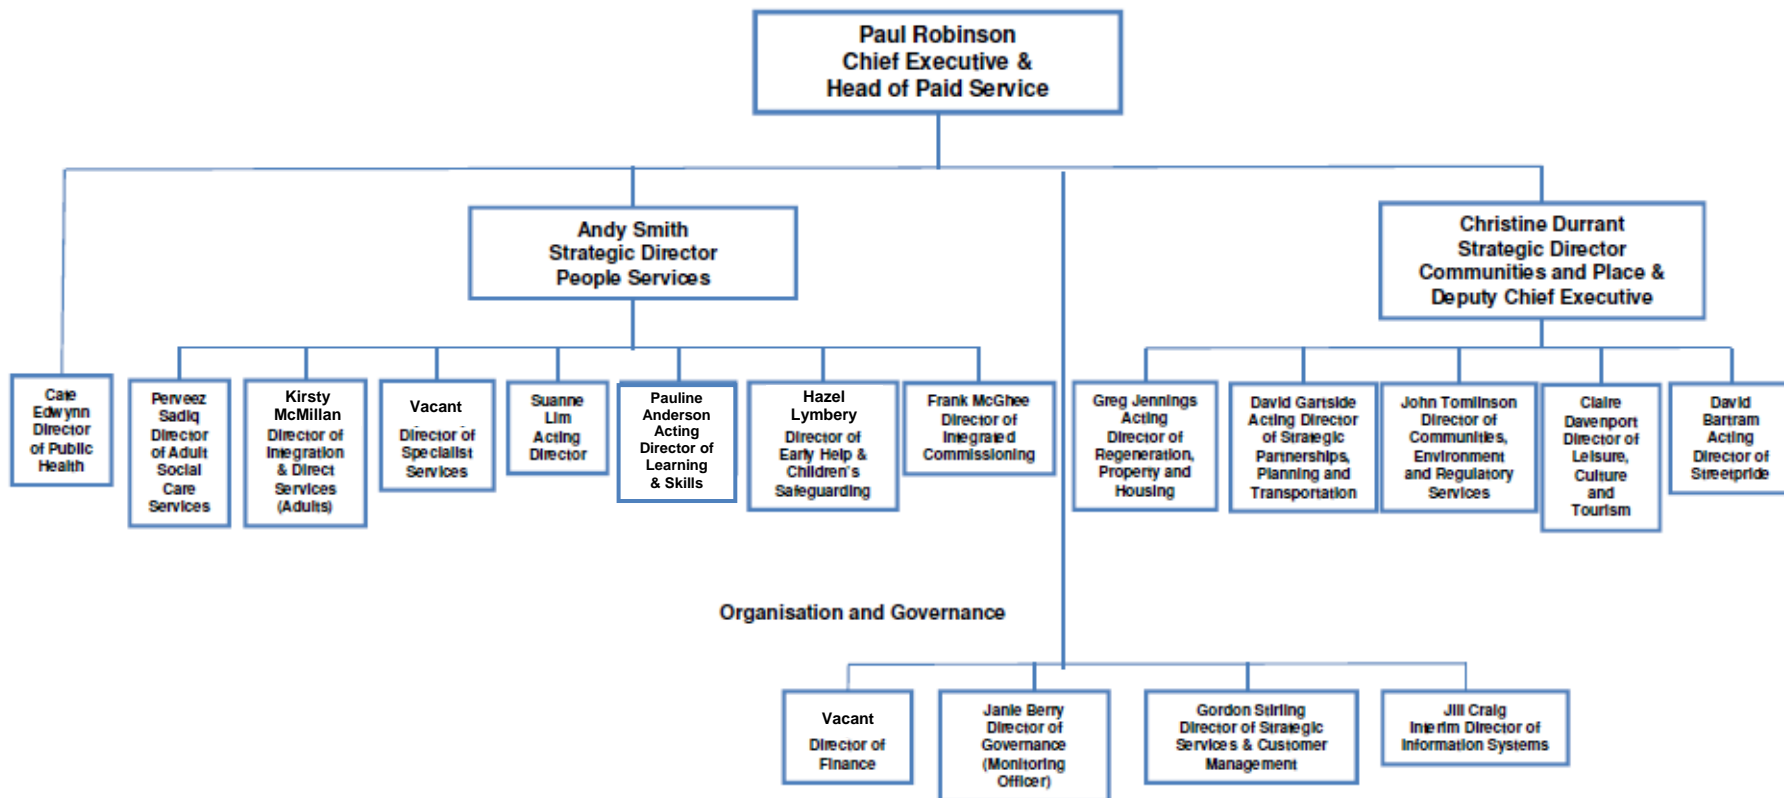 Paul Robinson
Chief Executive &
Head of Paid Service
Andy Smith
Strategic Director
People Services
Christine Durrant
Strategic Director
Communities and Place &
Deputy Chief Executive
Cate
Edwynn
Director
of Public
Health
Perveez
Sadiq
Director
of Adult
Social
Care
Services
Kirsty
McMillan
Director of
Integration
& Direct
Services
(Adults)
Vacant
Director of
Specialist
Services
Suanne
Lim
Acting
Director
Pauline
Anderson
Acting
Director of
Learning
& Skills
Hazel
Lymbery
Director of
Early Help &
Children's
Safeguarding
Frank McGhee
Director of
Integrated
Commissioning
Greg Jennings
Acting
Director of
Regeneration,
Property and
Housing
David Gartside
Acting Director
of Strategic
Partnerships,
Planning and
Transportation
John Tomlinson
Director of
Communities,
Environment
and Regulatory
Services
Claire
Davenport
Director of
Leisure,
Culture
and
Tourism
David
Bartram
Acting
Director of
Streetpride
Organisation and Governance
Vacant
Director of
Finance
Janie Berry
Director of
Governance
(Monitoring
Officer)
Gordon Stirling
Director of Strategic
Services & Customer
Management
Jill Craig
Interim Director of
Information Systems